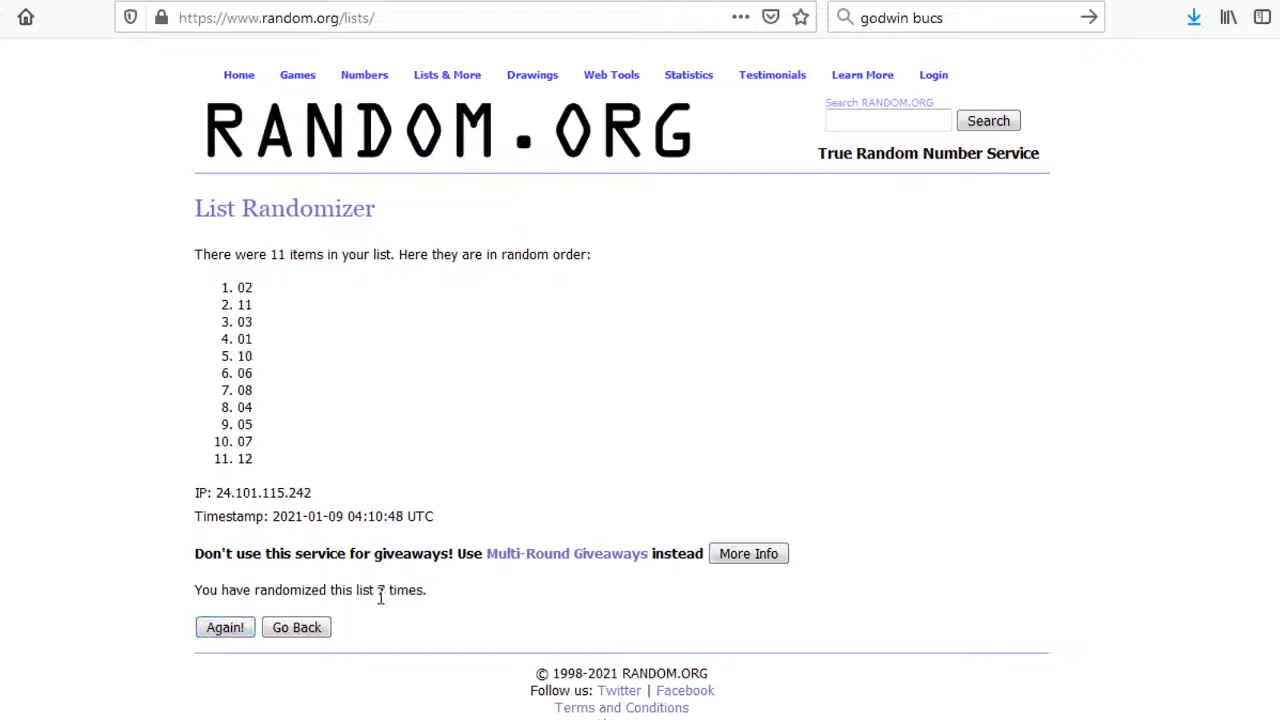 https://www.random.org/lists/
godwin bucs
Home Games Numbers Lists & More Drawings Web Tools Statistics Testimonials Learn More Login
RANDOM.ORG
Search RANDOM.ORG
Search
True Random Number Service
List Randomizer
There were 11 items in your list. Here they are in random order:
1. 02
2. 11
3. 03
4. 01
5. 10
6. 06
7. 08
8. 04
9. 05
10. 07
11. 12
IP: 24.101.115.242
Timestamp: 2021-01-09 04:10:48 UTC
Don't use this service for giveaways! Use Multi-Round Giveaways instead More Info
You have randomized this list 7 times.
Again! Go Back
© 1998-2021 RANDOM.ORG
Follow us: Twitter | Facebook
Terms and Conditions